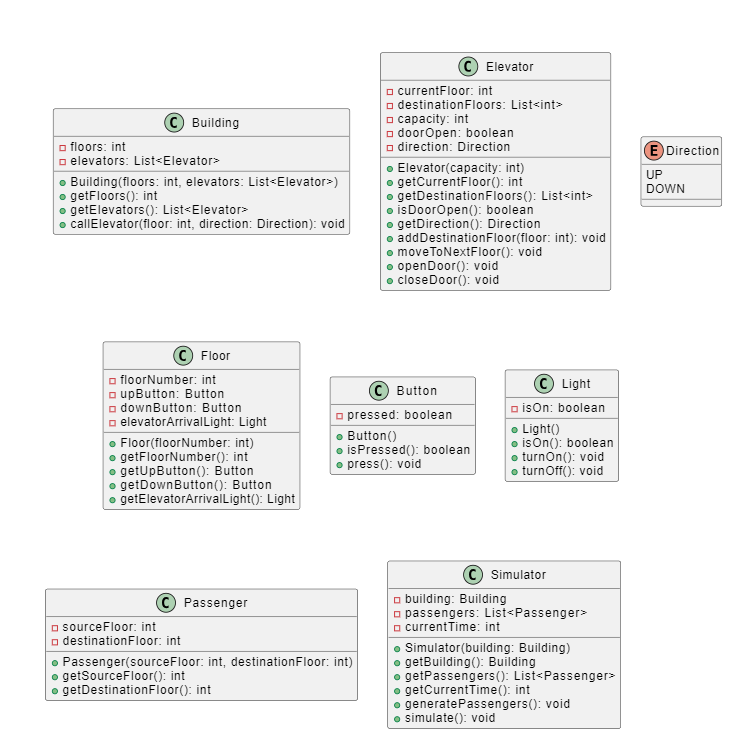 C Building
floors: int
elevators: List<Elevator>
Building(floors: int, elevators: List<Elevator>)
getFloors(): int
getElevators(): List<Elevator>
callElevator(floor: int, direction: Direction): void
C Elevator
currentFloor: int
destinationFloors: List<int>
capacity: int
doorOpen: boolean
direction: Direction
Elevator(capacity: int)
getCurrentFloor(): int
getDestinationFloors(): List<int>
isDoorOpen(): boolean
getDirection(): Direction
addDestinationFloor(floor: int): void
moveToNextFloor(): void
openDoor(): void
closeDoor(): void
E Direction
UP
DOWN
C Floor
floorNumber: int
upButton: Button
downButton: Button
elevatorArrivalLight: Light
Floor(floorNumber: int)
getFloorNumber(): int
getUpButton(): Button
getDownButton(): Button
getElevatorArrivalLight(): Light
C Button
pressed: boolean
Button()
isPressed(): boolean
press(): void
C Light
isOn: boolean
Light()
isOn(): boolean
turnOn(): void
turnOff(): void
C Passenger
sourceFloor: int
destinationFloor: int
Passenger(sourceFloor: int, destinationFloor: int)
getSourceFloor(): int
getDestinationFloor(): int
C Simulator
building: Building
passengers: List<Passenger>
currentTime: int
Simulator(building: Building)
getBuilding(): Building
getPassengers(): List<Passenger>
getCurrentTime(): int
generatePassengers(): void
simulate(): void